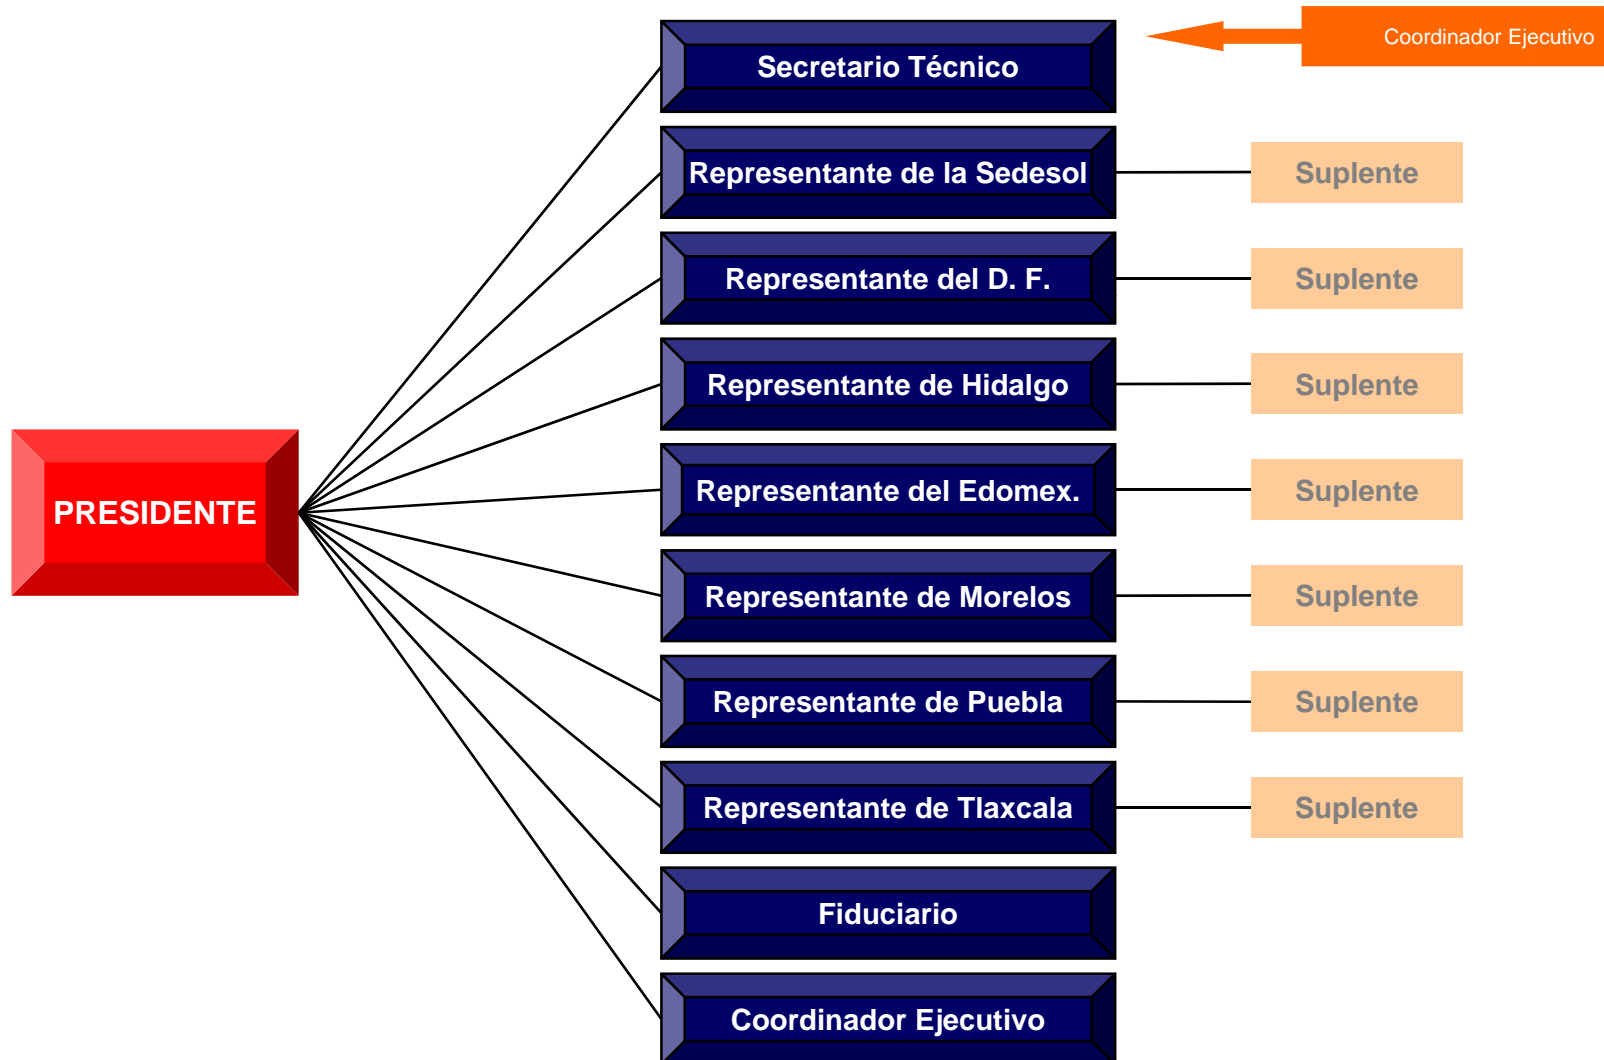 Coordinador Ejecutivo
Secretario Técnico
Representante de la Sedesol
Suplente
Representante del D. F.
Suplente
Representante de Hidalgo
Suplente
Representante del Edomex.
Suplente
PRESIDENTE
Representante de Morelos
Suplente
Representante de Puebla
Suplente
Representante de Tlaxcala
Suplente
Fiduciario
Coordinador Ejecutivo